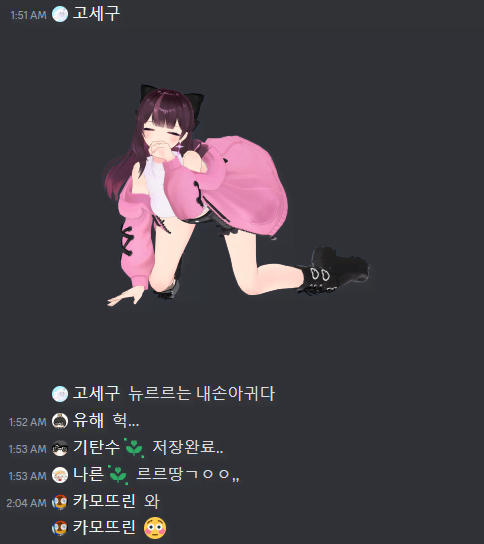 1:51 AM 고세구
고세구 뉴르르는 내손아귀다
1:52 AM 유해 헉...
1:53 AM 기탄수 저장완료..
1:53 AM 나른 르르땅ㄱㅇㅇ,,
2:04 AM 카모뜨린 와
카모뜨린 😳